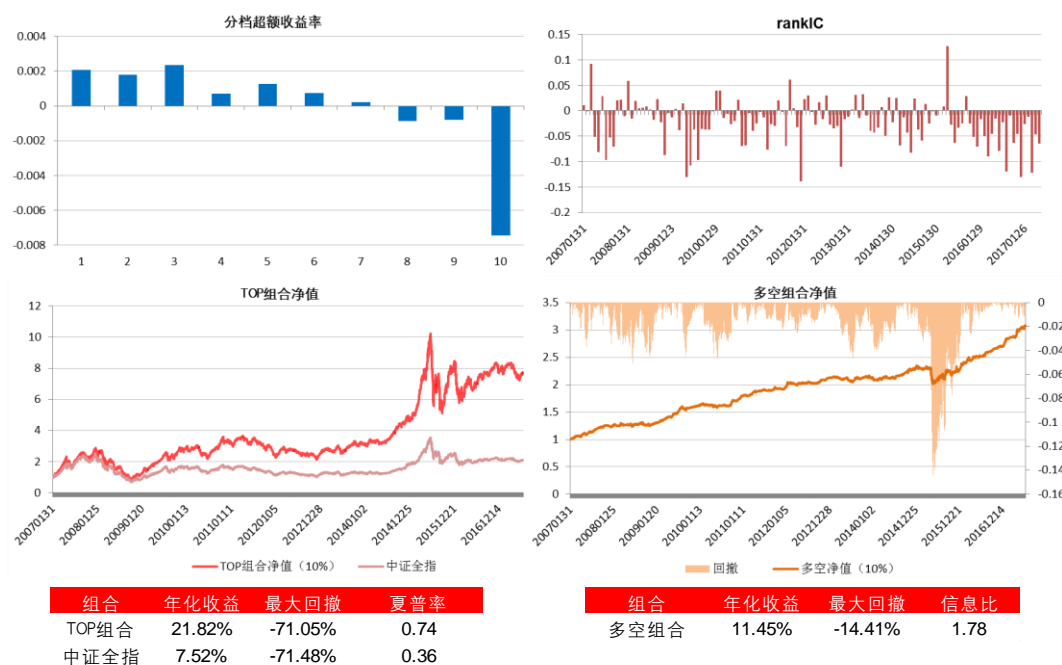 分档超额收益率
0.004
0.002
0
-0.002
-0.004
-0.006
-0.008
1 2 3 4 5 6 7 8 9 10
rankIC
0.15
0.1
0.05
0
-0.05
-0.1
-0.15
-0.2
20070131 20080131 20090123 20100129 20110131 20120131 20130131 20140130 20150130 20160129 20170126
TOP组合净值
12
10
8
6
4
2
0
20070131 20080125 20090120 20100113 20110111 20120105 20121228 20140102 20141225 20151221 20161214
TOP组合净值（10%） 中证全指
多空组合净值
3.5 0
3 -0.02
2.5 -0.04
2 -0.06
1.5 -0.08
1 -0.1
0.5 -0.12
0 -0.14
-0.16
20070131 20080125 20090120 20100113 20110111 20120105 20121228 20140102 20141225 20151221 20161214
回撤 多空净值（10%）
组合 年化收益 最大回撤 夏普率
TOP组合 21.82% -71.05% 0.74
中证全指 7.52% -71.48% 0.36
组合 年化收益 最大回撤 信息比
多空组合 11.45% -14.41% 1.78